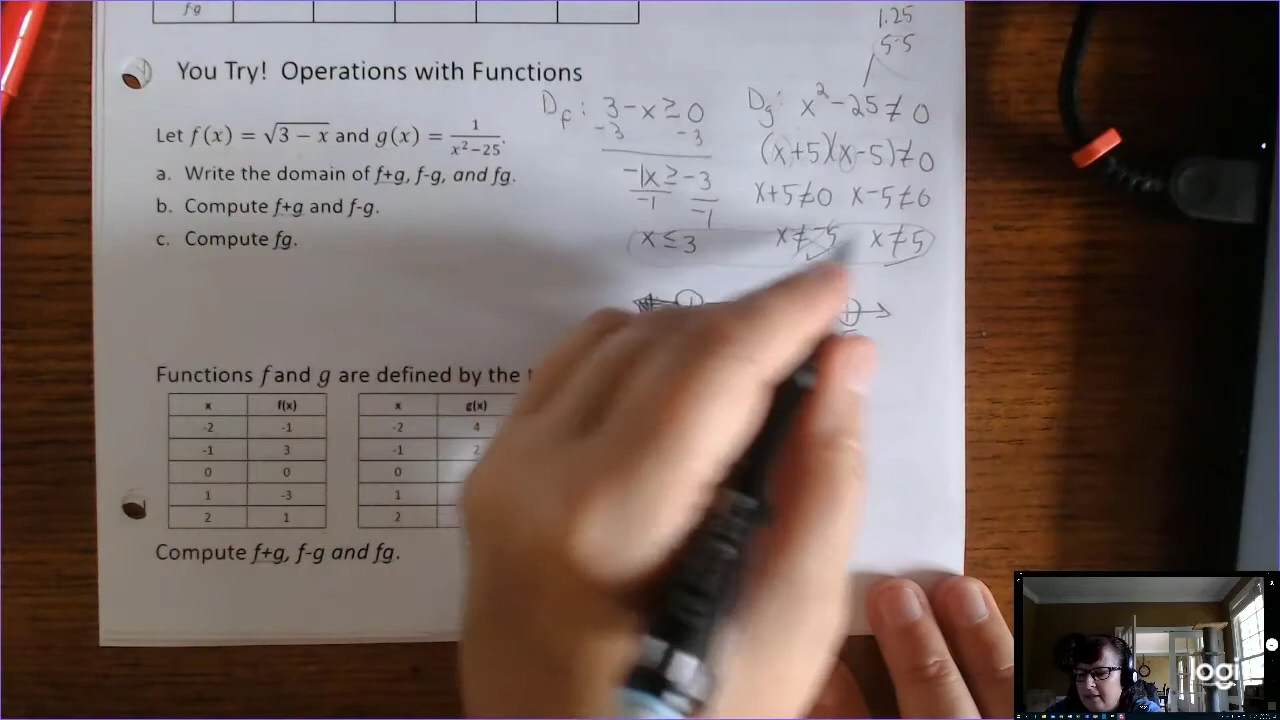 f·g
1·25
5·5
You Try! Operations with Functions
Let f(x) = √3 − x and g(x) = 1/x²−25.
a. Write the domain of f+g, f-g, and fg.
b. Compute f+g and f-g.
c. Compute fg.
Df: 3 - x ≥ 0
-3 -3
-1x ≥ -3
-1 -1
x ≤ 3
Dg: x² - 25 ≠ 0
(x+5)(x-5) ≠ 0
x+5≠0 x-5≠0
x≠-5 x≠5
Functions f and g are defined by the
x f(x)
-2 -1
-1 3
0 0
1 -3
2 1
x g(x)
-2 4
-1 2
0
1
2
Compute f+g, f-g and fg.
logi